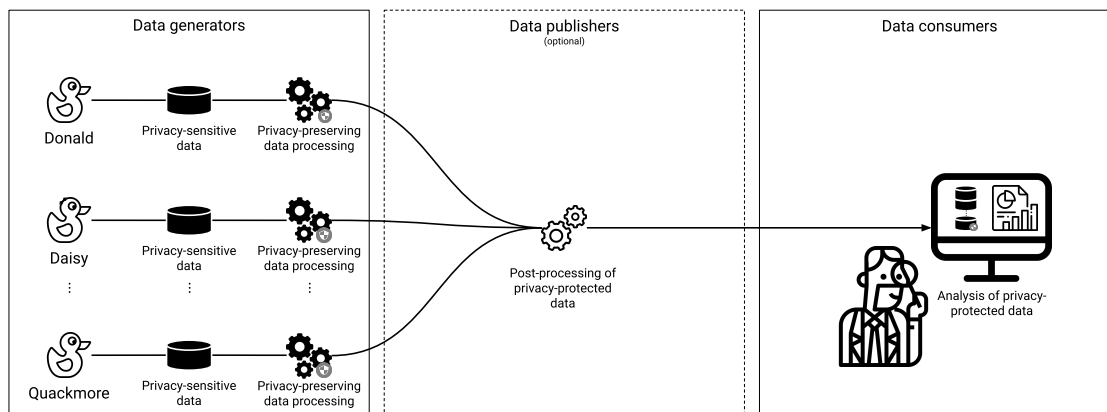 Data generators
Data publishers
(optional)
Data consumers
Donald
Privacy-sensitive
data
Privacy-preserving
data processing
Daisy
Privacy-sensitive
data
Privacy-preserving
data processing
⋮
⋮
⋮
Quackmore
Privacy-sensitive
data
Privacy-preserving
data processing
Post-processing of
privacy-protected
data
Analysis of privacy-
protected data